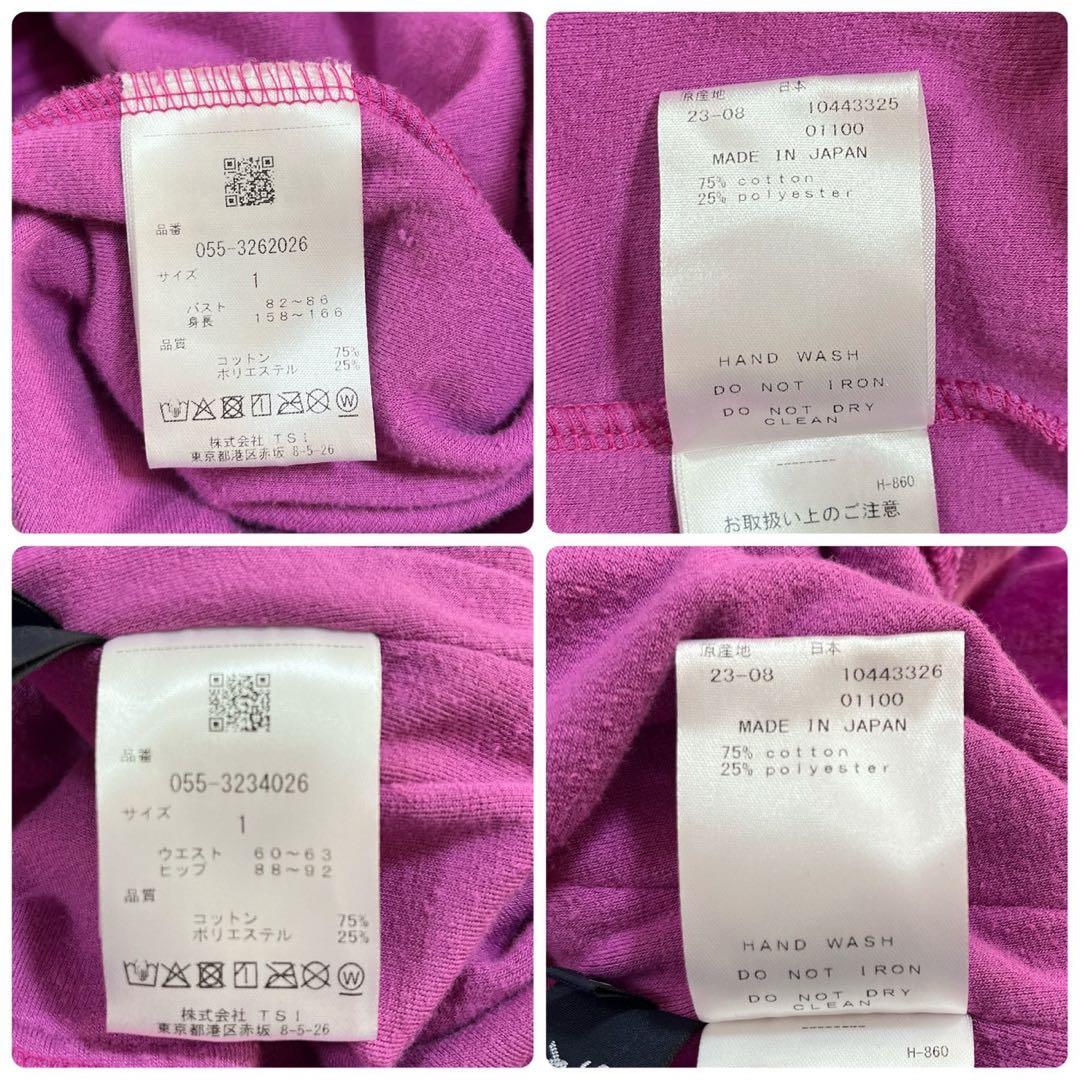 品番
055-3262026
サイズ
1
バスト 82〜86
身長 158〜166
品質
コットン 75%
ポリエステル 25%
W
株式会社 TSI
東京都港区赤坂 8-5-26
原産地 日本
23-08 10443325
01100
MADE IN JAPAN
75% cotton
25% polyester
HAND WASH
DO NOT IRON
DO NOT DRY
CLEAN
--------
H-860
お取扱い上のご注意
品番
055-3234026
サイズ
1
ウエスト 60〜63
ヒップ 88〜92
品質
コットン 75%
ポリエステル 25%
W
株式会社 TSI
東京都港区赤坂 8-5-26
原産地 日本
23-08 10443326
01100
MADE IN JAPAN
75% cotton
25% polyester
HAND WASH
DO NOT IRON
DO NOT DRY
CLEAN
--------
H-860